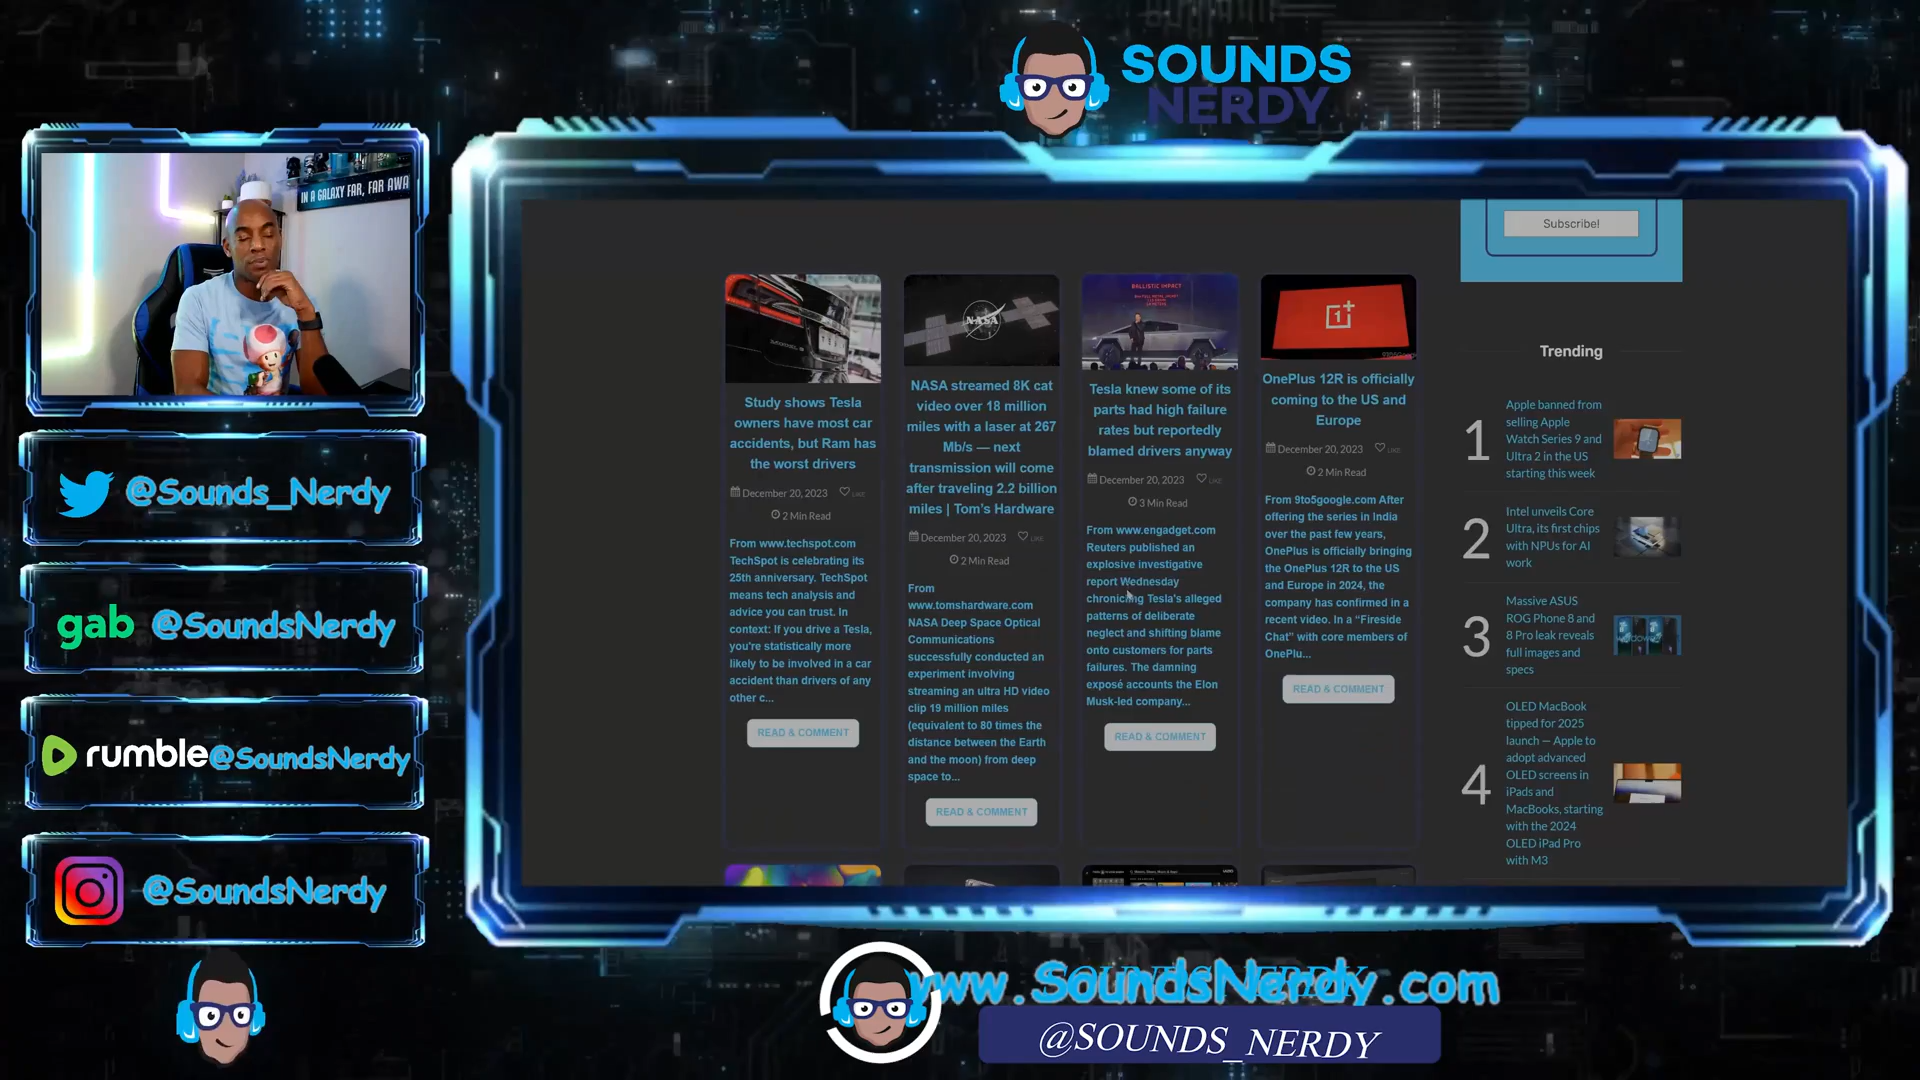 SOUNDS
NERDY
IN A GALAXY FAR, FAR AWA
@Sounds_Nerdy
gab @SoundsNerdy
rumble @SoundsNerdy
@SoundsNerdy
Study shows Tesla
owners have most car
accidents, but Ram has
the worst drivers
December 20, 2023 LIKE
2 Min Read
From www.techspot.com
TechSpot is celebrating its
25th anniversary. TechSpot
means tech analysis and
advice you can trust. In
context: If you drive a Tesla,
you're statistically more
likely to be involved in a car
accident than drivers of any
other c...
READ & COMMENT
NASA
NASA streamed 8K cat
video over 18 million
miles with a laser at 267
Mb/s — next
transmission will come
after traveling 2.2 billion
miles | Tom's Hardware
December 20, 2023 LIKE
2 Min Read
From
www.tomshardware.com
NASA Deep Space Optical
Communications
successfully conducted an
experiment involving
streaming an ultra HD video
clip 19 million miles
(equivalent to 80 times the
distance between the Earth
and the moon) from deep
space to...
READ & COMMENT
BALLISTIC IMPACT
Tesla knew some of its
parts had high failure
rates but reportedly
blamed drivers anyway
December 20, 2023 LIKE
3 Min Read
From www.engadget.com
Reuters published an
explosive investigative
report Wednesday
chronicling Tesla's alleged
patterns of deliberate
neglect and shifting blame
onto customers for parts
failures. The damning
exposé accounts the Elon
Musk-led company...
READ & COMMENT
OnePlus 12R is officially
coming to the US and
Europe
December 20, 2023 LIKE
2 Min Read
From 9to5google.com After
offering the series in India
over the past few years,
OnePlus is officially bringing
the OnePlus 12R to the US
and Europe in 2024, the
company has confirmed in a
recent video. In a “Fireside
Chat” with core members of
OnePlu...
READ & COMMENT
Subscribe!
Trending
1
Apple banned from
selling Apple
Watch Series 9 and
Ultra 2 in the US
starting this week
2
Intel unveils Core
Ultra, its first chips
with NPUs for AI
work
3
Massive ASUS
ROG Phone 8 and
8 Pro leak reveals
full images and
specs
4
OLED MacBook
tipped for 2025
launch — Apple to
adopt advanced
OLED screens in
iPads and
MacBooks, starting
with the 2024
OLED iPad Pro
with M3
www.SoundsNerdy.com
SOUNDS NERDY
@SOUNDS_NERDY